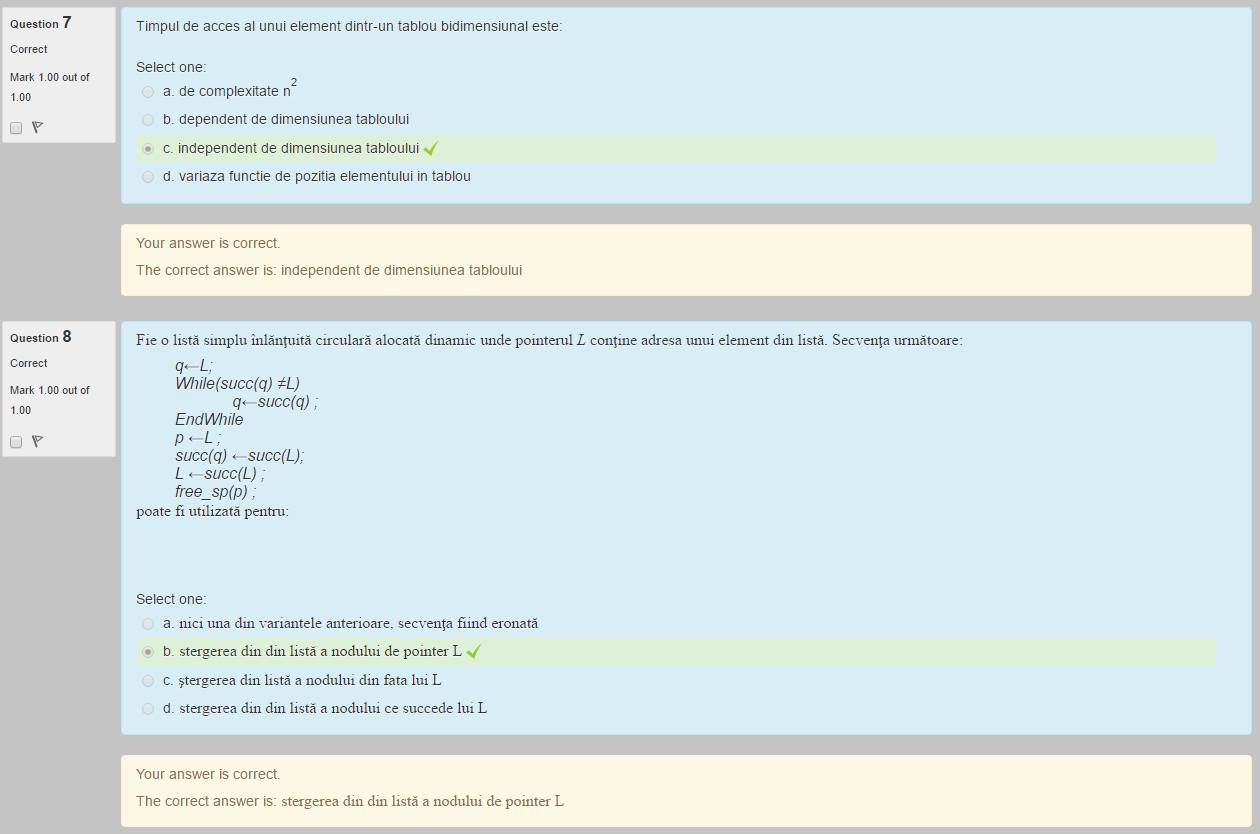 Question 7
Correct
Mark 1.00 out of
1.00
Timpul de acces al unui element dintr-un tablou bidimensiunal este:
Select one:
a. de complexitate n²
b. dependent de dimensiunea tabloului
c. independent de dimensiunea tabloului
d. variaza functie de pozitia elementului in tablou
Your answer is correct.
The correct answer is: independent de dimensiunea tabloului
Question 8
Correct
Mark 1.00 out of
1.00
Fie o listă simplu înlănţuită circulară alocată dinamic unde pointerul L conţine adresa unui element din listă. Secvenţa următoare:
q←L;
While(succ(q) ≠L)
q←succ(q) ;
EndWhile
p ←L ;
succ(q) ←succ(L);
L ←succ(L) ;
free_sp(p) ;
poate fi utilizată pentru:
Select one:
a. nici una din variantele anterioare, secvenţa fiind eronată
b. stergerea din din listă a nodului de pointer L
c. ştergerea din listă a nodului din fata lui L
d. stergerea din din listă a nodului ce succede lui L
Your answer is correct.
The correct answer is: stergerea din din listă a nodului de pointer L